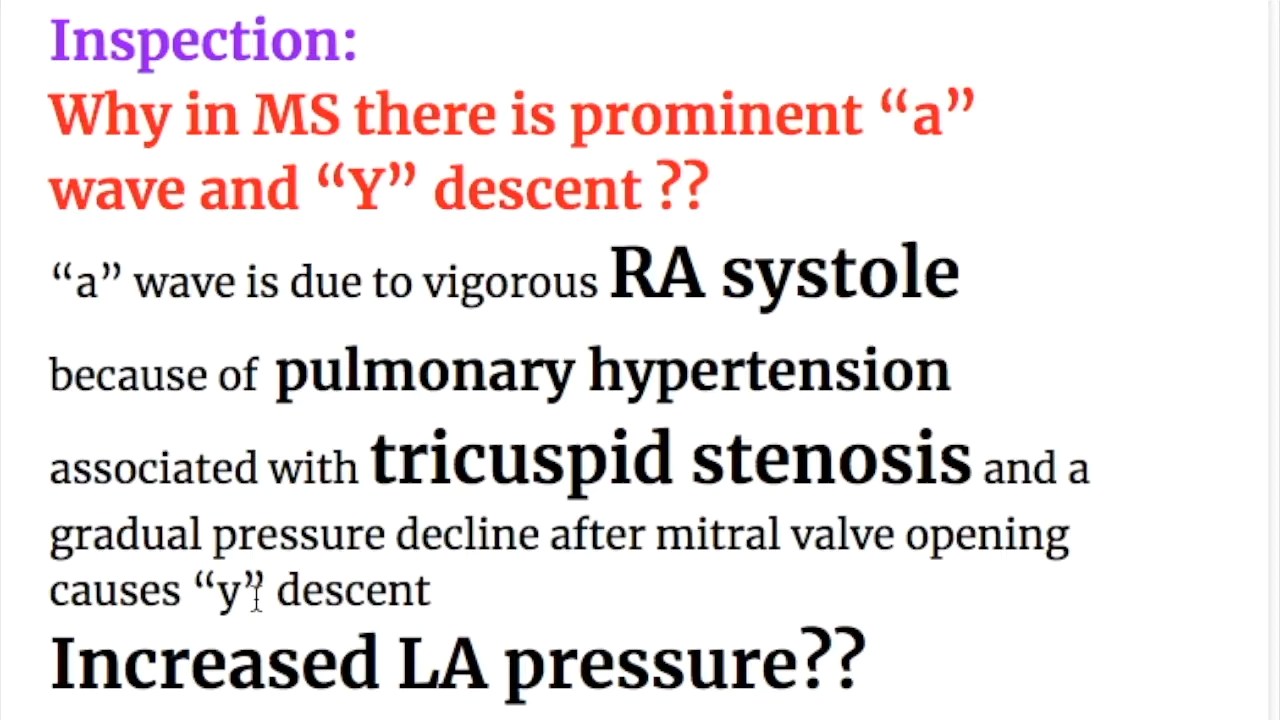 Inspection:
Why in MS there is prominent “a”
wave and “Y” descent ??
“a” wave is due to vigorous RA systole
because of pulmonary hypertension
associated with tricuspid stenosis and a
gradual pressure decline after mitral valve opening
causes “y” descent
Increased LA pressure??